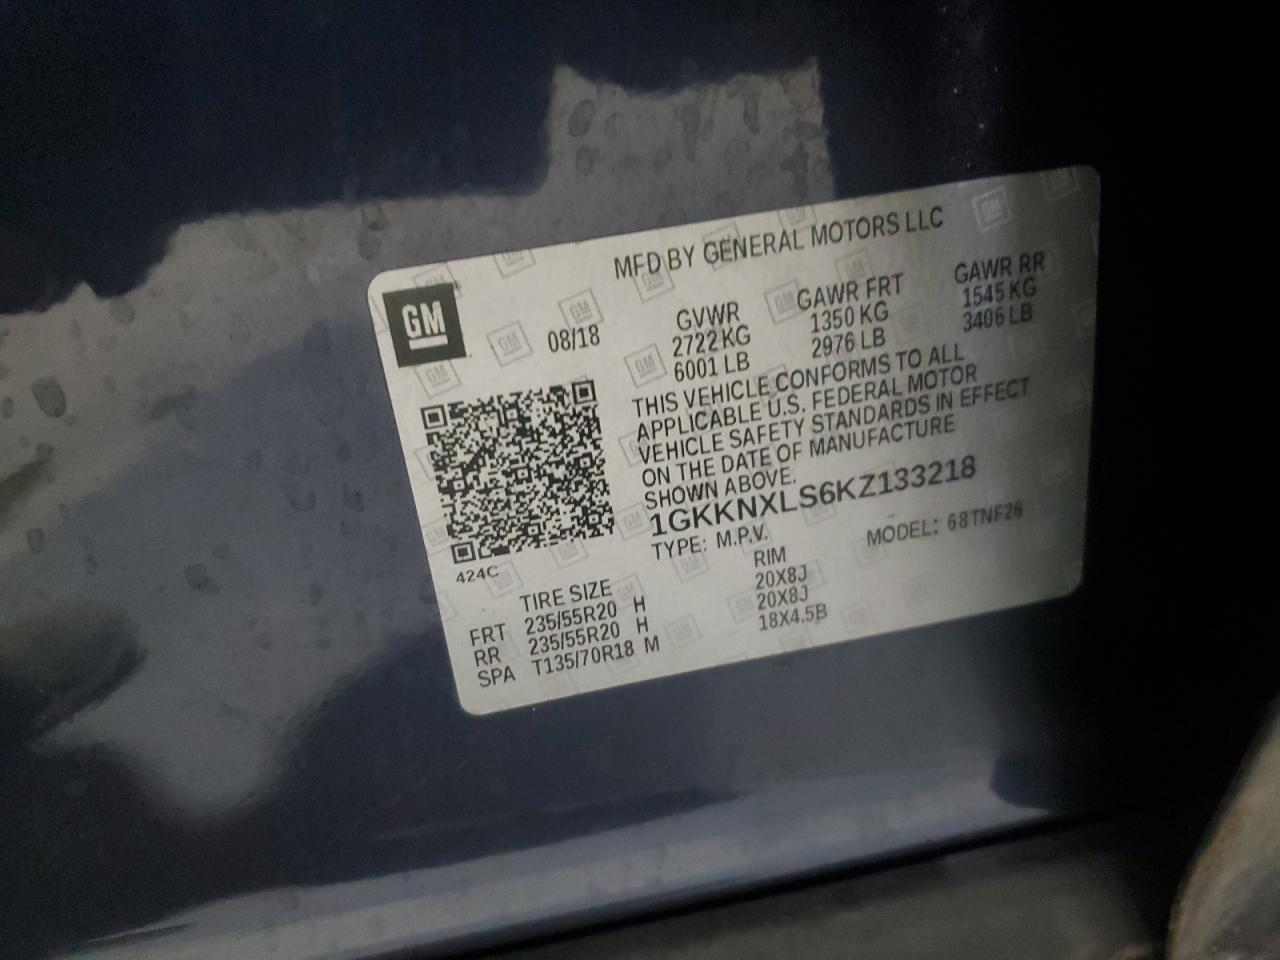 MFD BY GENERAL MOTORS LLC
GM
08/18
GVWR GAWR FRT GAWR RR
2722 KG 1350 KG 1545 KG
6001 LB 2976 LB 3406 LB
THIS VEHICLE CONFORMS TO ALL
APPLICABLE U.S. FEDERAL MOTOR
VEHICLE SAFETY STANDARDS IN EFFECT
ON THE DATE OF MANUFACTURE
SHOWN ABOVE.
1GKKNXLS6KZ133218
TYPE: M.P.V. MODEL: 68TNF26
424C
TIRE SIZE RIM
FRT 235/55R20 H 20X8J
RR 235/55R20 H 20X8J
SPA T135/70R18 M 18X4.5B